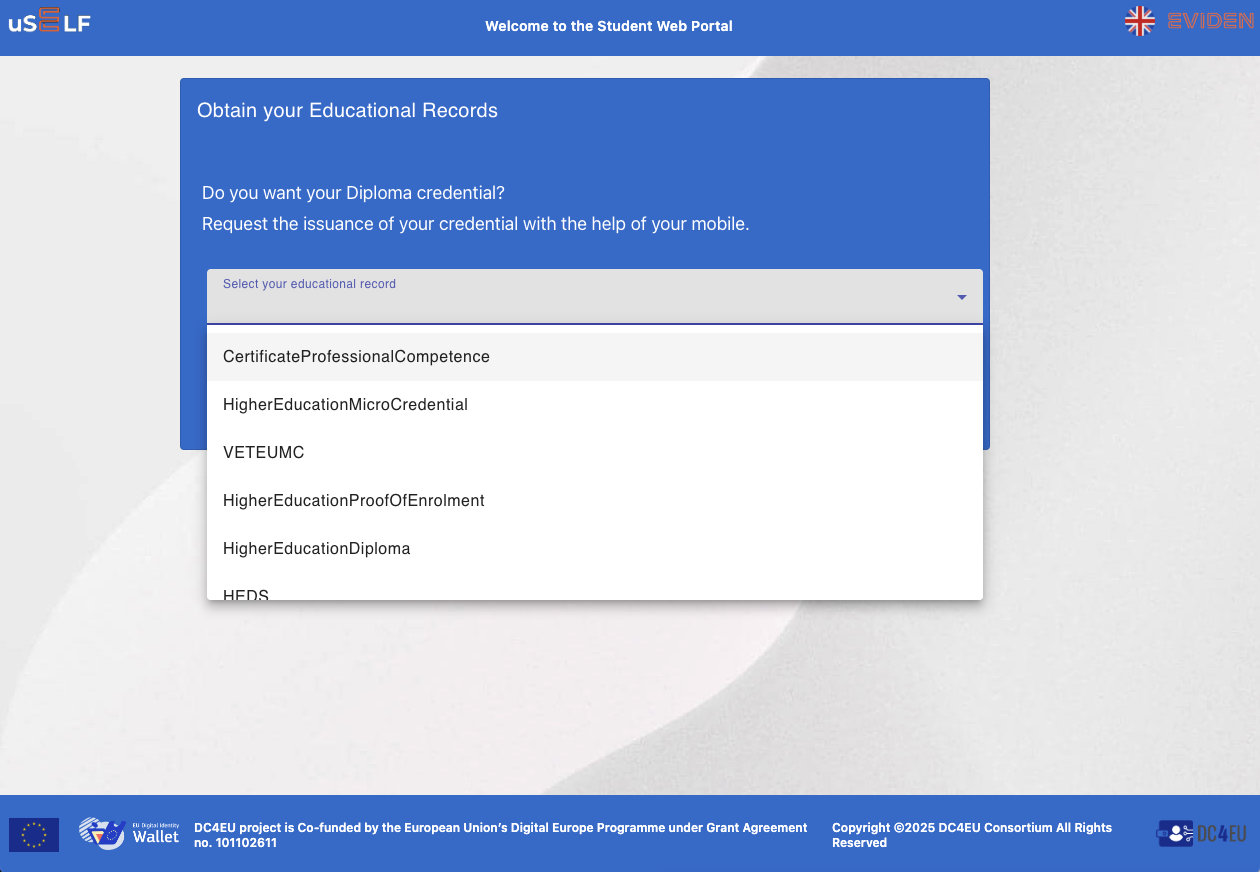 uSELF
Welcome to the Student Web Portal
EVIDEN
Obtain your Educational Records
Do you want your Diploma credential?
Request the issuance of your credential with the help of your mobile.
Select your educational record
CertificateProfessionalCompetence
HigherEducationMicroCredential
VETEUMC
HigherEducationProofOfEnrolment
HigherEducationDiploma
HEDS
EU Digital Identity
Wallet
DC4EU project is Co-funded by the European Union's Digital Europe Programme under Grant Agreement
no. 101102611
Copyright ©2025 DC4EU Consortium All Rights
Reserved
DC4EU